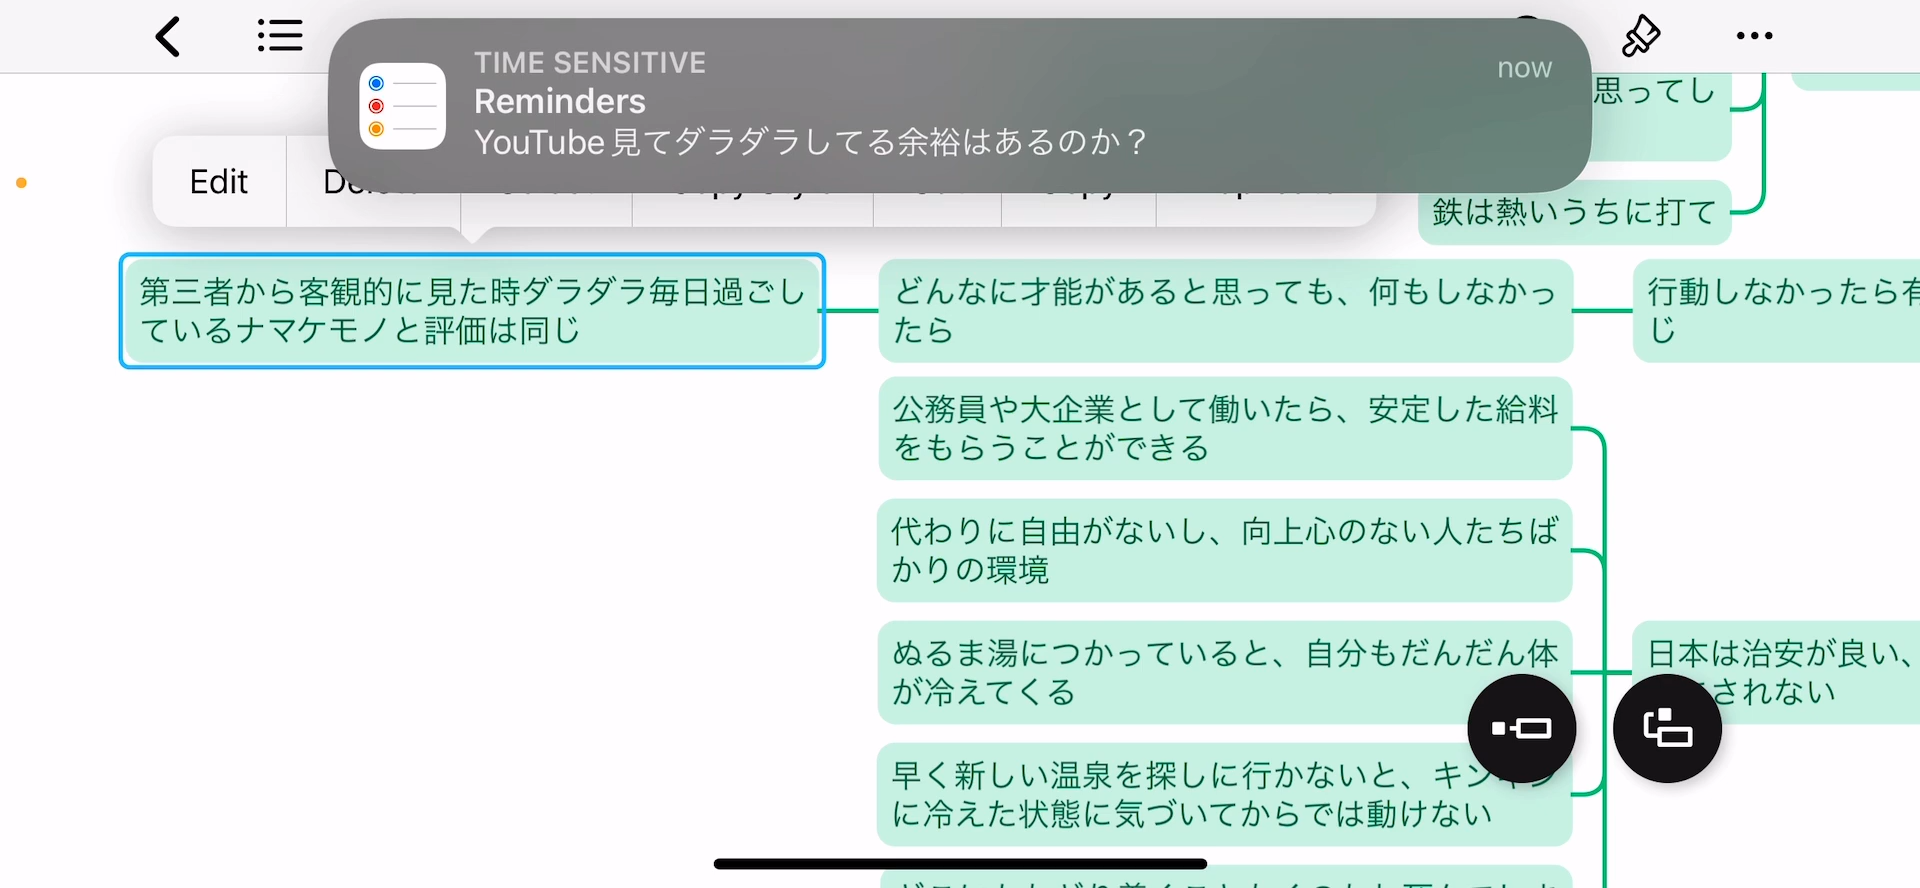 TIME SENSITIVE
now
Reminders
YouTube見てダラダラしてる余裕はあるのか？
Edit
思ってし
鉄は熱いうちに打て
第三者から客観的に見た時ダラダラ毎日過ごし
ているナマケモノと評価は同じ
どんなに才能があると思っても、何もしなかっ
たら
行動しなかったら有
じ
公務員や大企業として働いたら、安定した給料
をもらうことができる
代わりに自由がないし、向上心のない人たちば
かりの環境
ぬるま湯につかっていると、自分もだんだん体
が冷えてくる
日本は治安が良い、
されない
早く新しい温泉を探しに行かないと、キン
に冷えた状態に気づいてからでは動けない